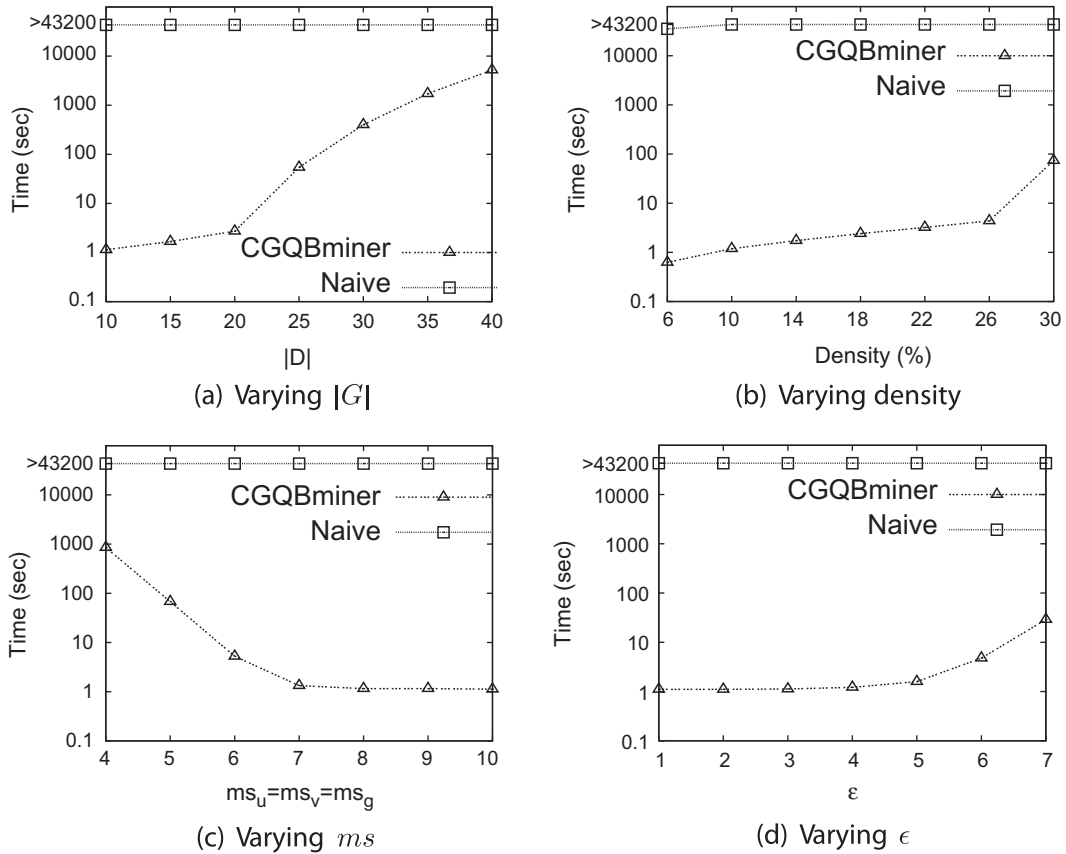 >43200
10000
1000
100
10
1
0.1
Time (sec)
CGQBminer
Naive
10 15 20 25 30 35 40
|D|
(a) Varying |G|
>43200
10000
1000
100
10
1
0.1
Time (sec)
CGQBminer
Naive
6 10 14 18 22 26 30
Density (%)
(b) Varying density
>43200
10000
1000
100
10
1
0.1
Time (sec)
CGQBminer
Naive
4 5 6 7 8 9 10
ms_u=ms_v=ms_g
(c) Varying ms
>43200
10000
1000
100
10
1
0.1
Time (sec)
CGQBminer
Naive
1 2 3 4 5 6 7
ε
(d) Varying ϵ